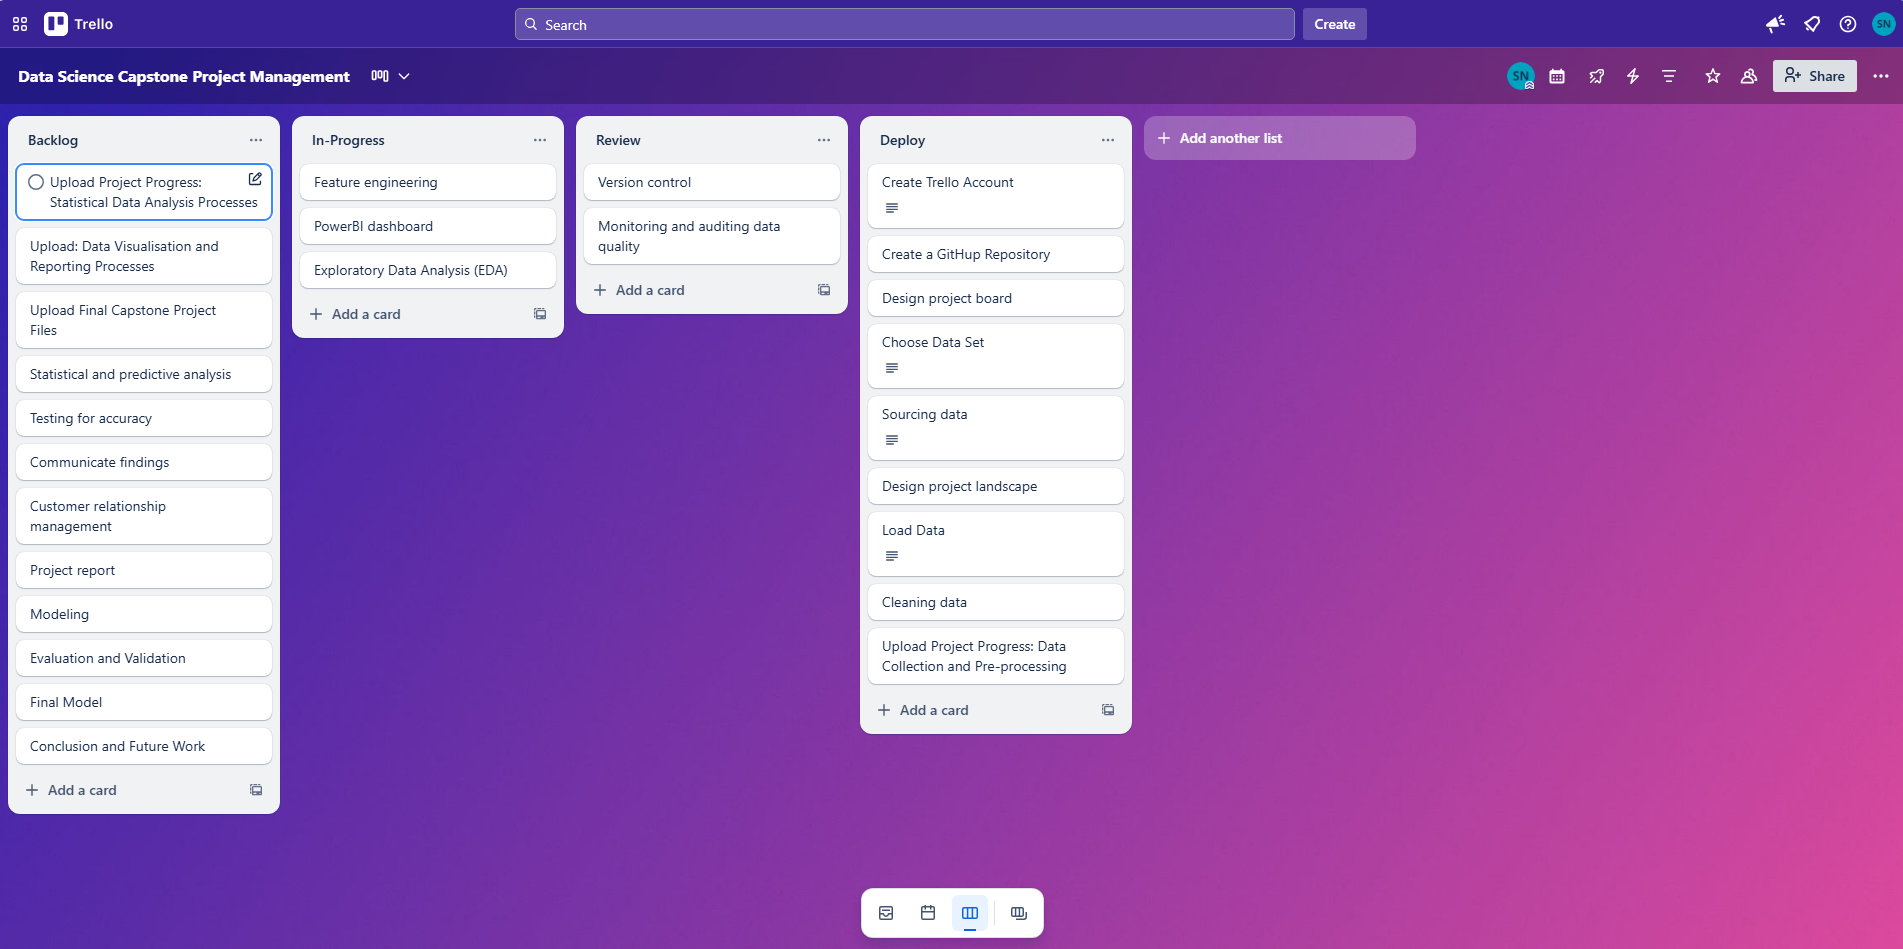 Trello
Search
Create
SN
Data Science Capstone Project Management
SN
Share
Backlog
Upload Project Progress:
Statistical Data Analysis Processes
Upload: Data Visualisation and
Reporting Processes
Upload Final Capstone Project
Files
Statistical and predictive analysis
Testing for accuracy
Communicate findings
Customer relationship
management
Project report
Modeling
Evaluation and Validation
Final Model
Conclusion and Future Work
Add a card
In-Progress
Feature engineering
PowerBI dashboard
Exploratory Data Analysis (EDA)
Add a card
Review
Version control
Monitoring and auditing data
quality
Add a card
Deploy
Create Trello Account
Create a GitHup Repository
Design project board
Choose Data Set
Sourcing data
Design project landscape
Load Data
Cleaning data
Upload Project Progress: Data
Collection and Pre-processing
Add a card
Add another list